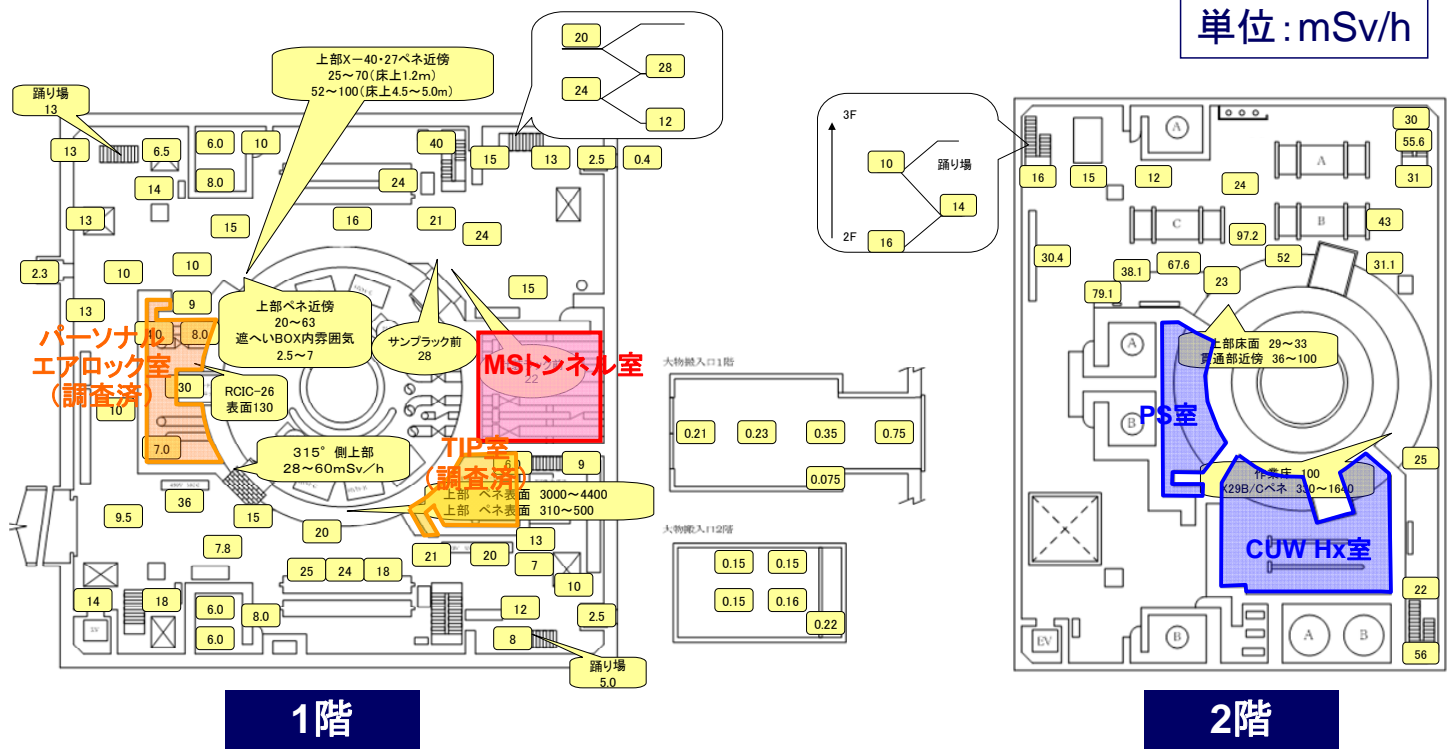 単位：mSv/h
上部X－40・27ペネ近傍
25～70（床上1.2m）
52～100（床上4.5～5.0m）
踊り場
13
20
28
24
12
13
6.5
6.0
10
40
15
13
2.5
0.4
14
8.0
24
13
15
16
21
24
2.3
10
10
15
13
9
上部ペネ近傍
20～63
遮へいBOX内雰囲気
2.5～7
サンプラック前
28
パーソナル
エアロック室
（調査済）
8.0
30
RCIC-26
表面130
10
7.0
MSトンネル室
22
315°側上部
28～60mSv／h
TIP室
（調査済）
6.0
9
上部 ペネ表面 3000～4400
上部 ペネ表面 310～500
36
9.5
15
20
7.8
21
20
13
7
10
25
24
18
14
18
6.0
8.0
6.0
12
2.5
8
踊り場
5.0
1階
大物搬入口1階
0.21
0.23
0.35
0.75
0.075
大物搬入口2階
0.15
0.15
0.15
0.16
0.22
3F
10
踊り場
14
2F
16
16
15
12
A
24
A
30
55.6
31
C
B
43
97.2
30.4
38.1
67.6
52
31.1
79.1
23
A
上部床面 29～33
貫通部近傍 36～100
PS室
B
25
作業床 100
X29B/Cペネ 330～1640
CUW Hx室
22
EV
B
A
B
56
2階